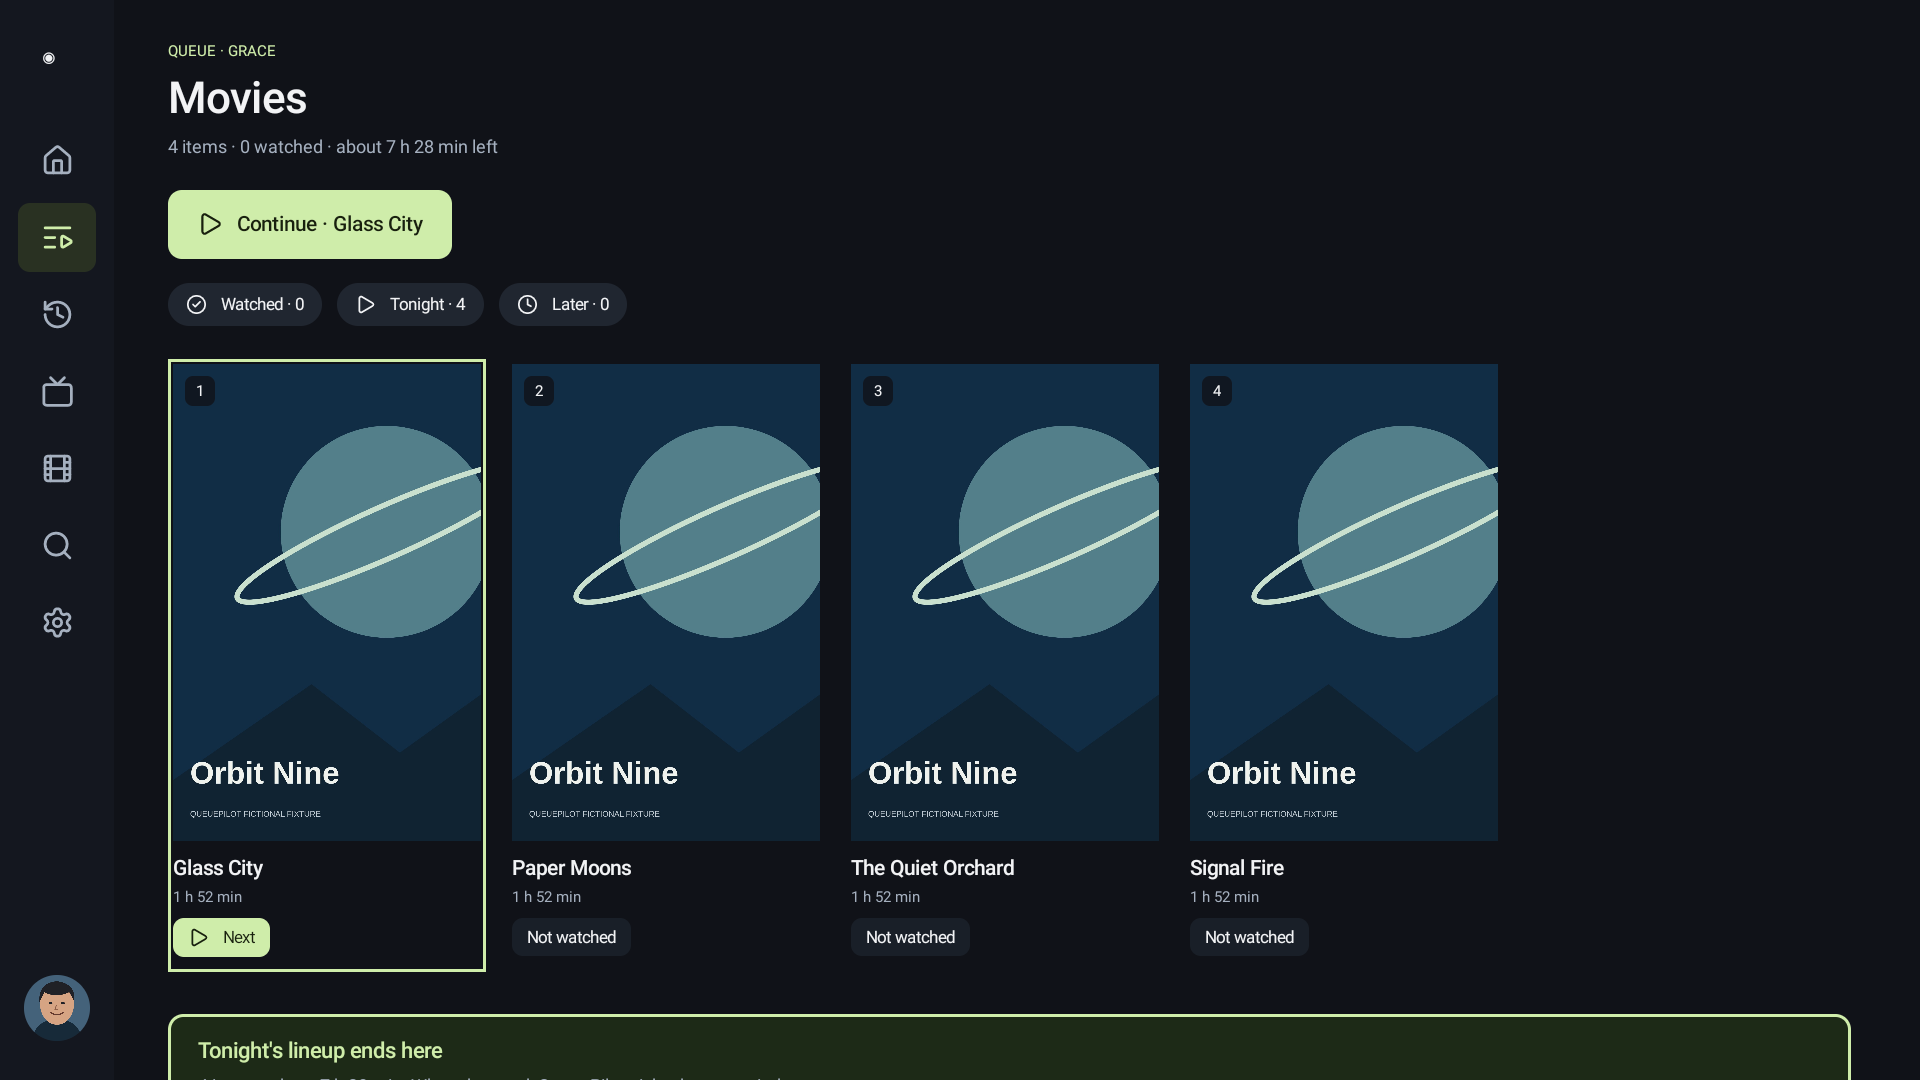 QUEUE · GRACE
Movies
4 items · 0 watched · about 7 h 28 min left
Continue · Glass City
Watched · 0
Tonight · 4
Later · 0
1
2
3
4
Orbit Nine
Orbit Nine
Orbit Nine
Orbit Nine
QUEUEPILOT FICTIONAL FIXTURE
QUEUEPILOT FICTIONAL FIXTURE
QUEUEPILOT FICTIONAL FIXTURE
QUEUEPILOT FICTIONAL FIXTURE
Glass City
Paper Moons
The Quiet Orchard
Signal Fire
1 h 52 min
1 h 52 min
1 h 52 min
1 h 52 min
Next
Not watched
Not watched
Not watched
Tonight's lineup ends here